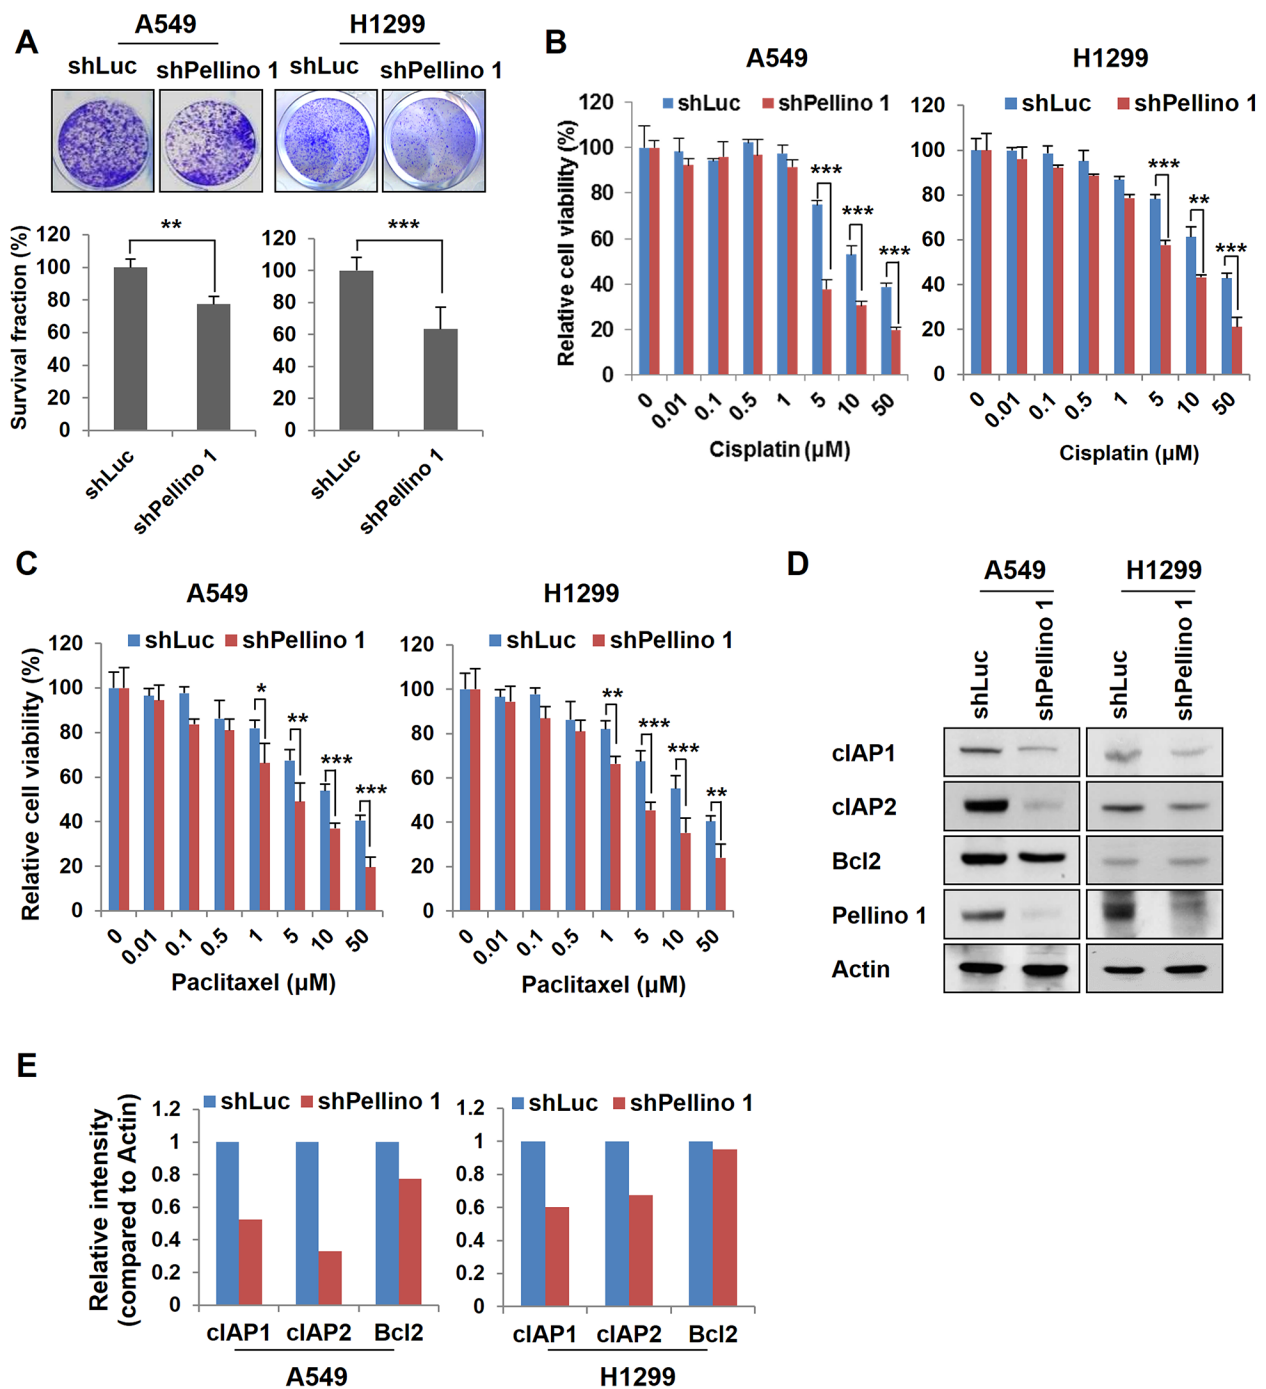 A
A549
H1299
shLuc
shPellino 1
shLuc
shPellino 1
Survival fraction (%)
120
100
80
60
40
20
0
**
shLuc
shPellino 1
120
100
80
60
40
20
0
***
shLuc
shPellino 1
B
A549
shLuc
shPellino 1
Relative cell viability (%)
120
100
80
60
40
20
0
***
***
***
0
0.01
0.1
0.5
1
5
10
50
Cisplatin (µM)
H1299
shLuc
shPellino 1
120
100
80
60
40
20
0
***
**
***
0
0.01
0.1
0.5
1
5
10
50
Cisplatin (µM)
C
A549
shLuc
shPellino 1
Relative cell viability (%)
120
100
80
60
40
20
0
*
**
***
***
0
0.01
0.1
0.5
1
5
10
50
Paclitaxel (µM)
H1299
shLuc
shPellino 1
120
100
80
60
40
20
0
**
***
***
**
0
0.01
0.1
0.5
1
5
10
50
Paclitaxel (µM)
D
A549
H1299
shLuc
shPellino 1
shLuc
shPellino 1
cIAP1
cIAP2
Bcl2
Pellino 1
Actin
E
Relative intensity
(compared to Actin)
shLuc
shPellino 1
1.2
1
0.8
0.6
0.4
0.2
0
cIAP1
cIAP2
Bcl2
A549
shLuc
shPellino 1
1.2
1
0.8
0.6
0.4
0.2
0
cIAP1
cIAP2
Bcl2
H1299